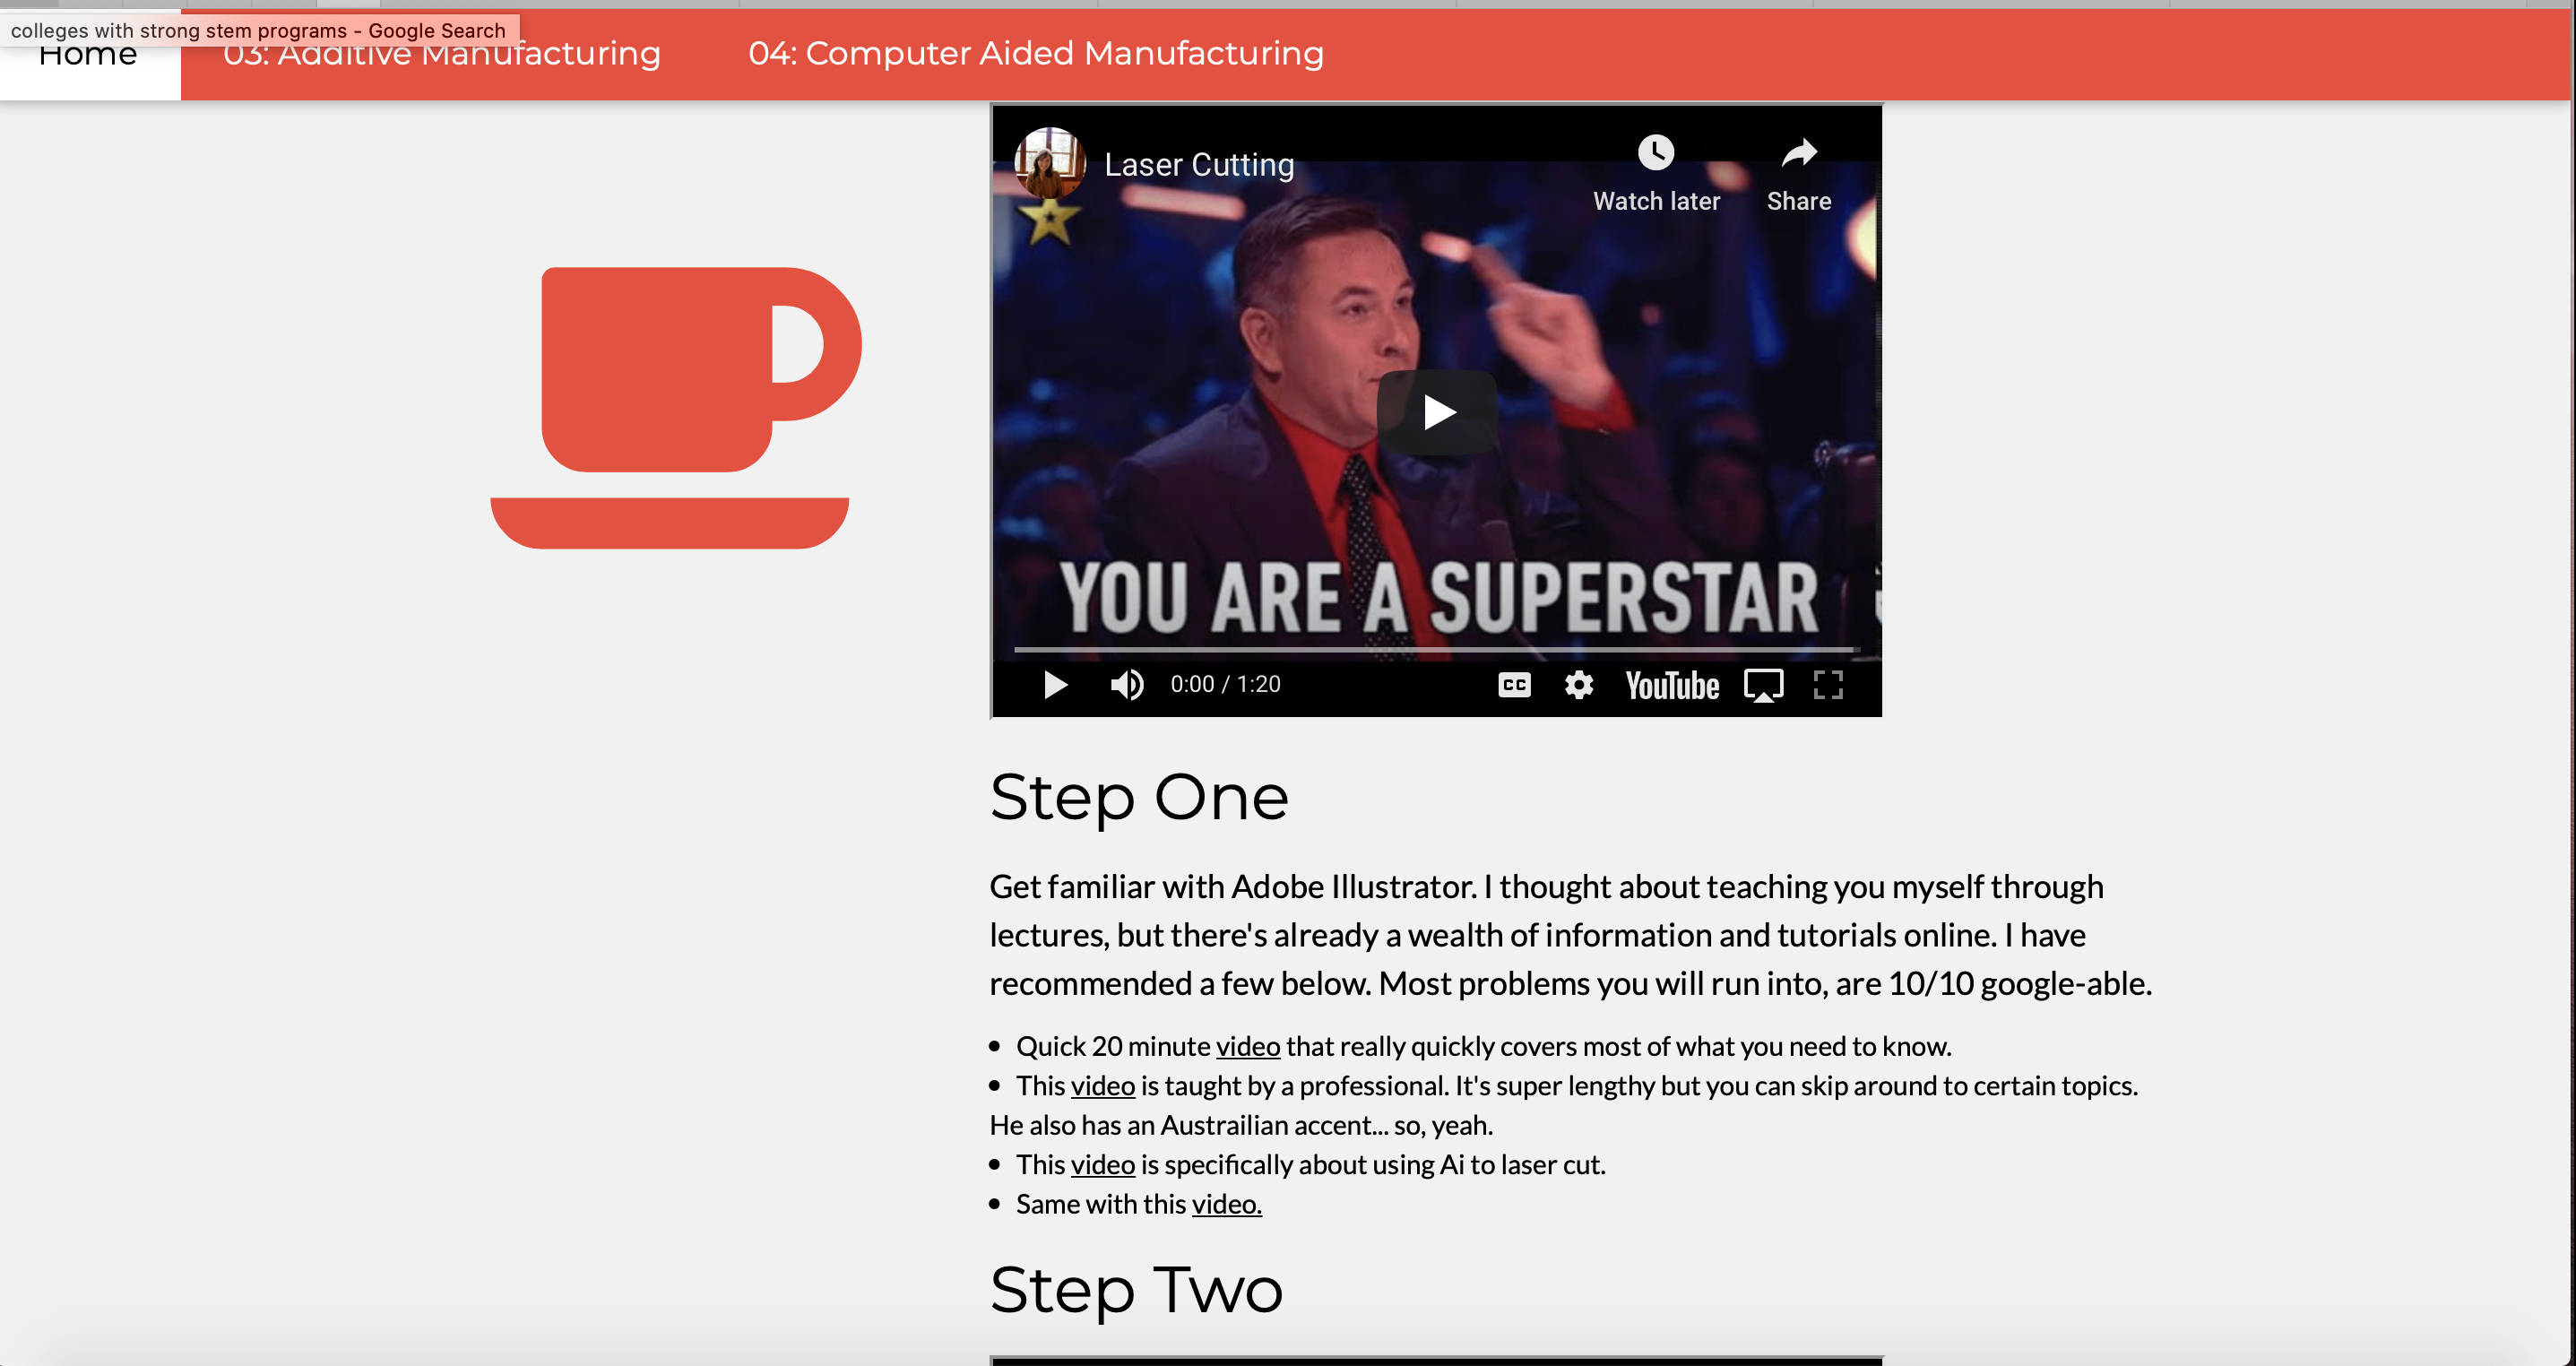 colleges with strong stem programs - Google Search
Home
03: Additive Manufacturing
04: Computer Aided Manufacturing
Laser Cutting
Watch later
Share
YOU ARE A SUPERSTAR
0:00 / 1:20
CC
YouTube
Step One
Get familiar with Adobe Illustrator. I thought about teaching you myself through
lectures, but there's already a wealth of information and tutorials online. I have
recommended a few below. Most problems you will run into, are 10/10 google-able.
• Quick 20 minute video that really quickly covers most of what you need to know.
• This video is taught by a professional. It's super lengthy but you can skip around to certain topics.
He also has an Austrailian accent... so, yeah.
• This video is specifically about using Ai to laser cut.
• Same with this video.
Step Two